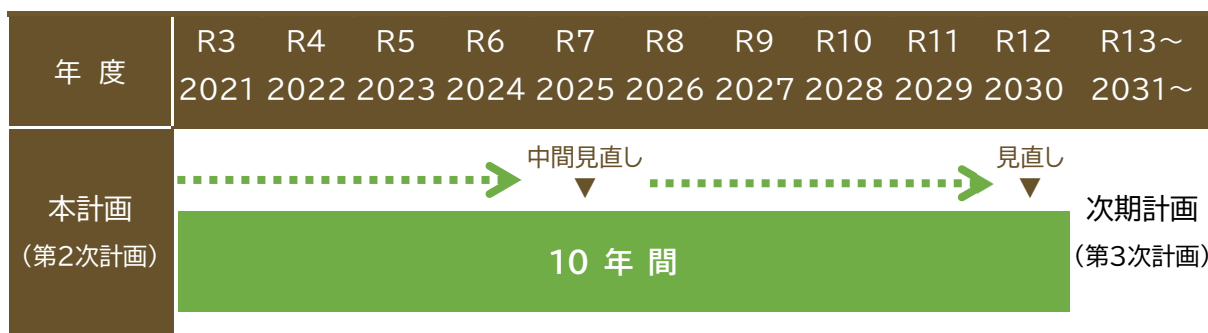 年 度
R3 R4 R5 R6 R7 R8 R9 R10 R11 R12 R13～
2021 2022 2023 2024 2025 2026 2027 2028 2029 2030 2031～
中間見直し 見直し
▼ ▼
本計画
（第2次計画）
10 年 間
次期計画
（第3次計画）